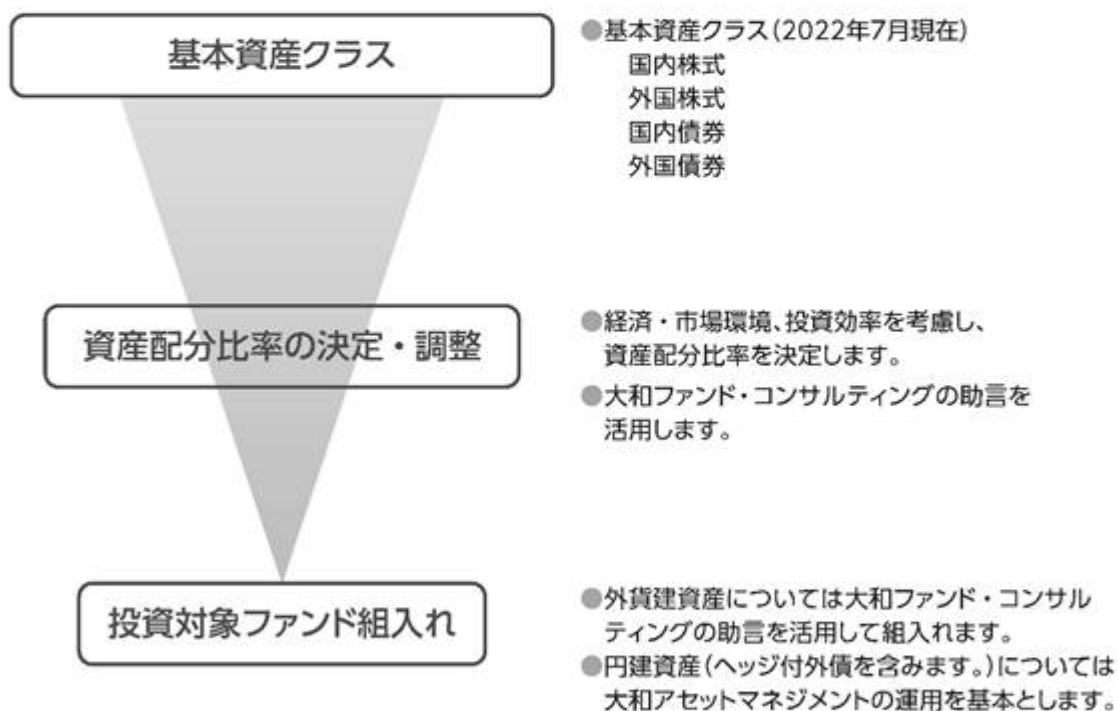 基本資産クラス
●基本資産クラス(2022年7月現在)
国内株式
外国株式
国内債券
外国債券
資産配分比率の決定・調整
●経済・市場環境、投資効率を考慮し、
資産配分比率を決定します。
●大和ファンド・コンサルティングの助言を
活用します。
投資対象ファンド組入れ
●外貨建資産については大和ファンド・コンサル
ティングの助言を活用して組入れます。
●円建資産(ヘッジ付外債を含みます。)については
大和アセットマネジメントの運用を基本とします。